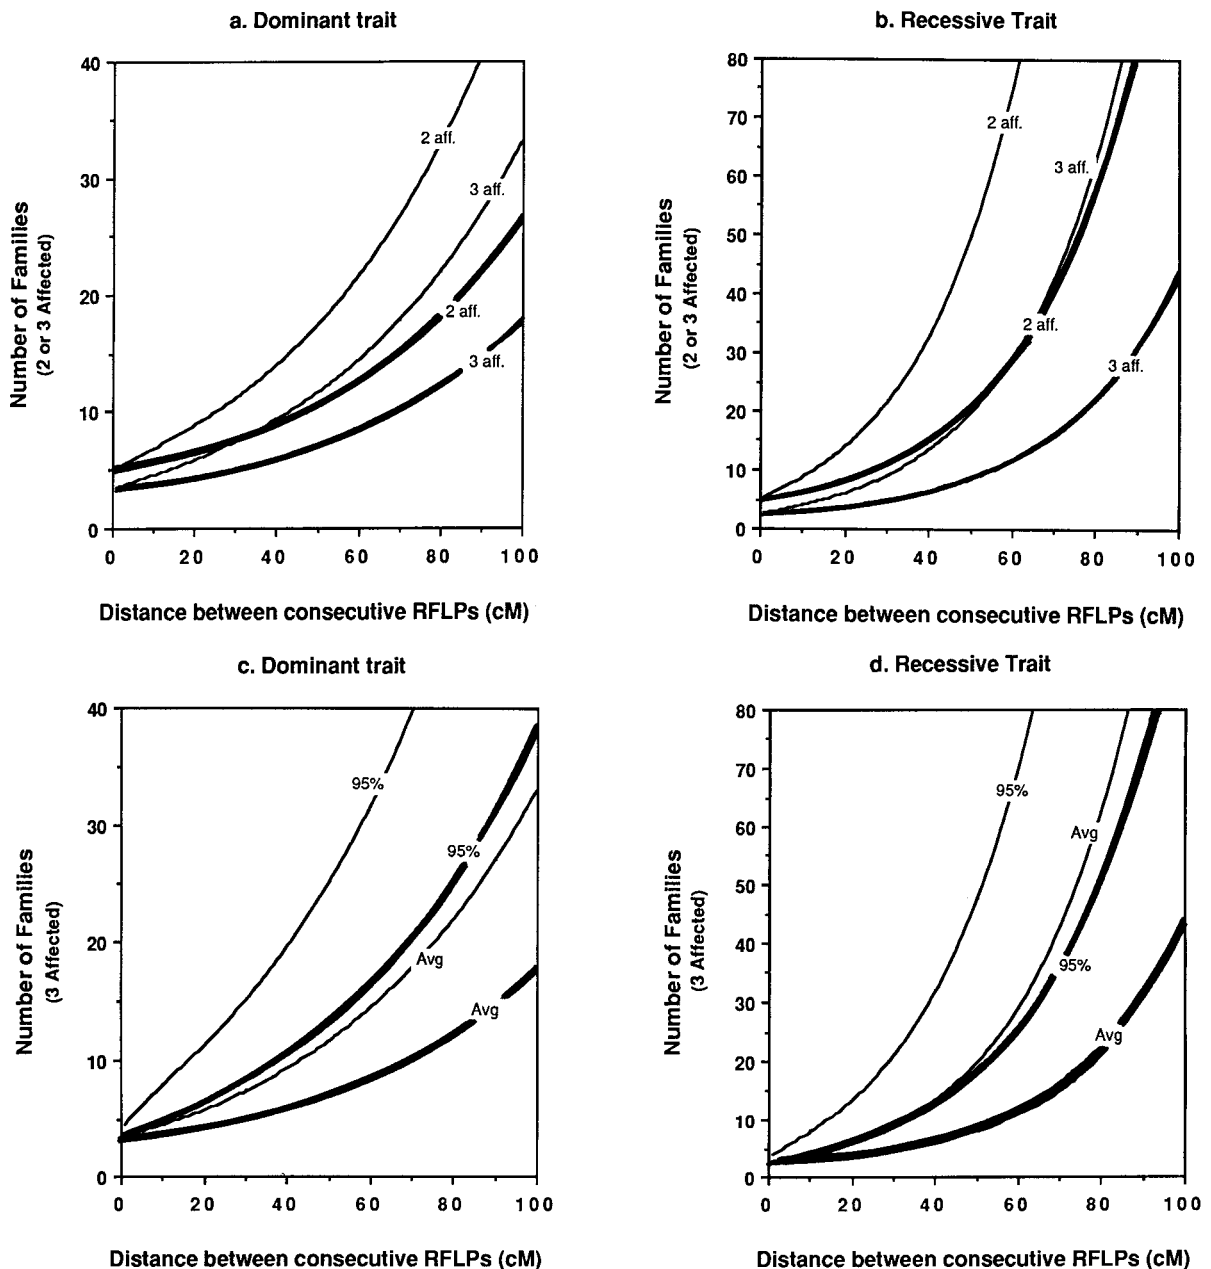 a. Dominant trait
Number of Families
(2 or 3 Affected)
40
30
20
10
0
2 aff.
3 aff.
2 aff.
3 aff.
0 20 40 60 80 100
Distance between consecutive RFLPs (cM)
b. Recessive Trait
Number of Families
(2 or 3 Affected)
80
70
60
50
40
30
20
10
0
2 aff.
3 aff.
2 aff.
3 aff.
0 20 40 60 80 100
Distance between consecutive RFLPs (cM)
c. Dominant trait
Number of Families
(3 Affected)
40
30
20
10
0
95%
95%
Avg
Avg
0 20 40 60 80 100
Distance between consecutive RFLPs (cM)
d. Recessive Trait
Number of Families
(3 Affected)
80
70
60
50
40
30
20
10
0
95%
Avg
95%
Avg
0 20 40 60 80 100
Distance between consecutive RFLPs (cM)